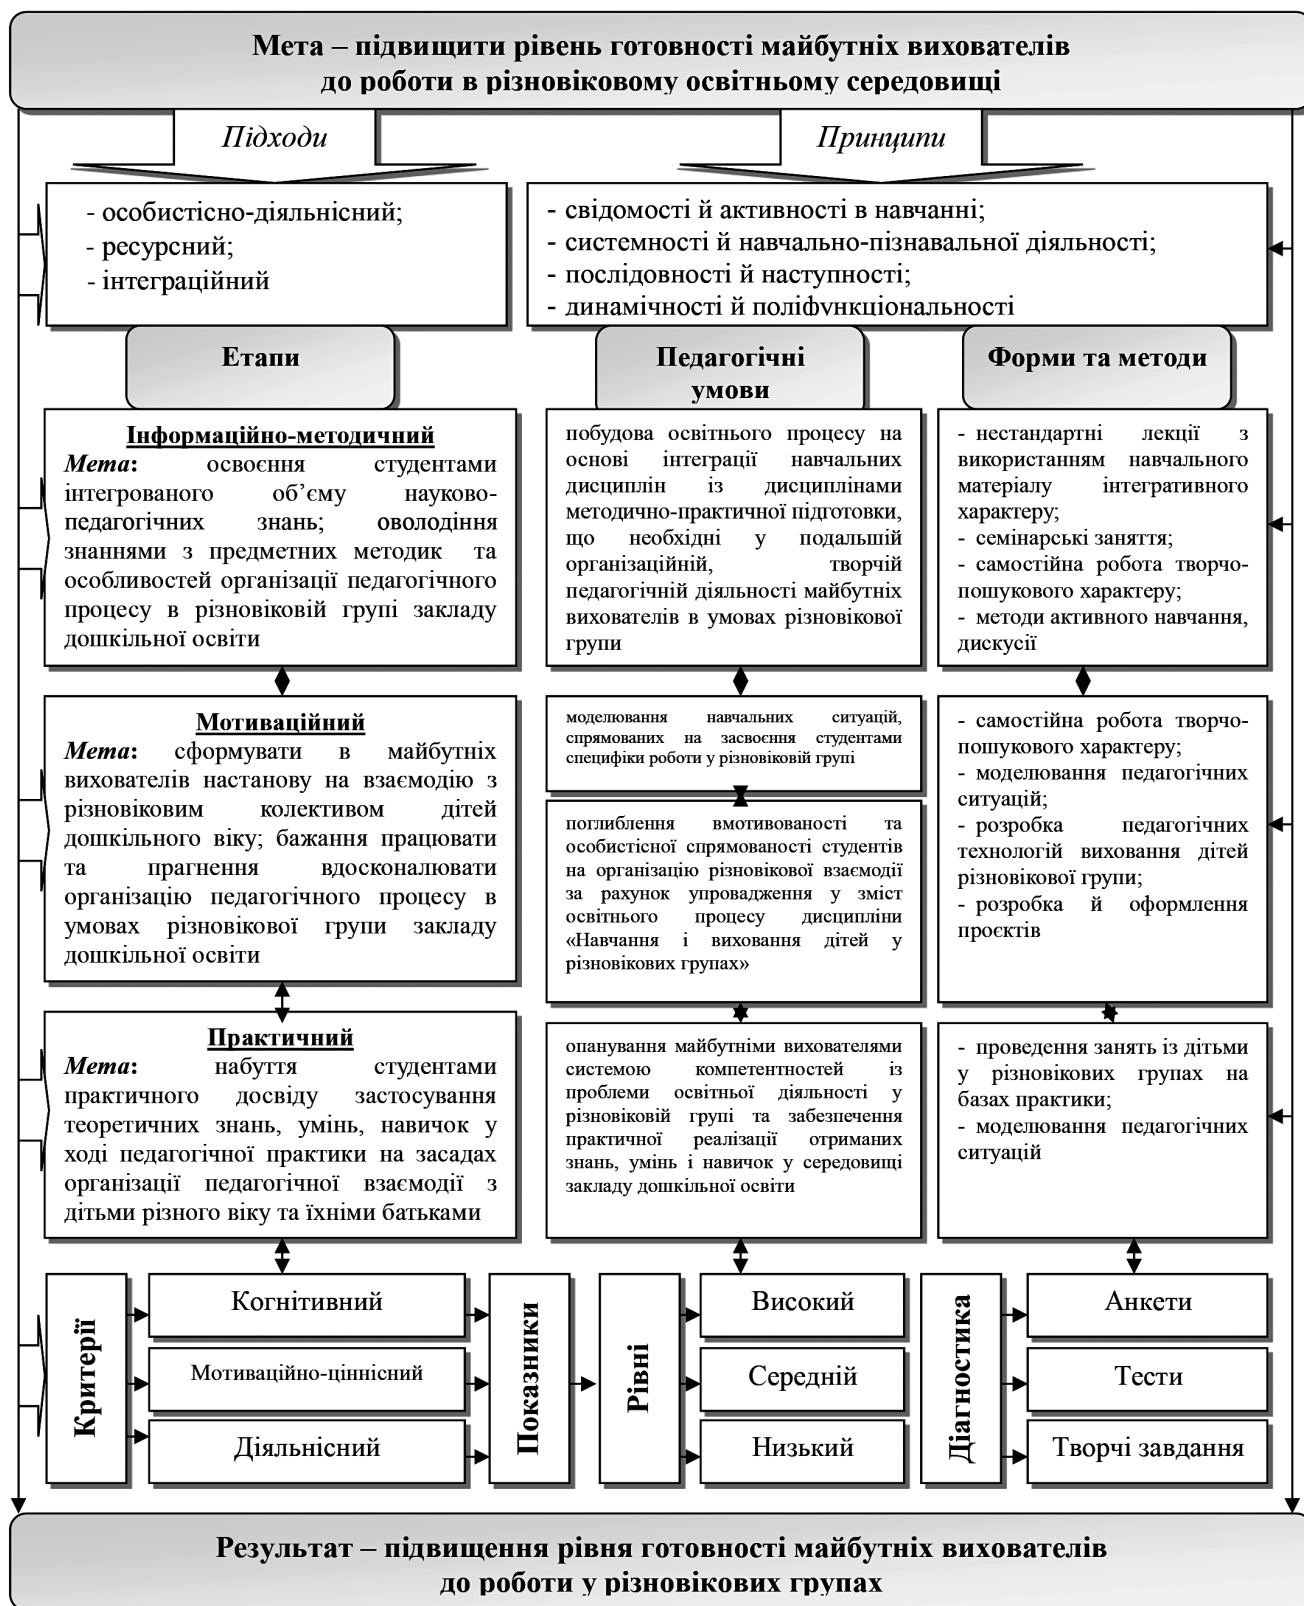 Мета – підвищити рівень готовності майбутніх вихователів
до роботи в різновіковому освітньому середовищі
Підходи
Принципи
- особистісно-діяльнісний;
- ресурсний;
- інтеграційний
- свідомості й активності в навчанні;
- системності й навчально-пізнавальної діяльності;
- послідовності й наступності;
- динамічності й поліфункціональності
Етапи
Педагогічні
умови
Форми та методи
Інформаційно-методичний
Мета: освоєння студентами
інтегрованого об’єму науково-
педагогічних знань; оволодіння
знаннями з предметних методик та
особливостей організації педагогічного
процесу в різновіковій групі закладу
дошкільної освіти
побудова освітнього процесу на
основі інтеграції навчальних
дисциплін із дисциплінами
методично-практичної підготовки,
що необхідні у подальшій
організаційній, творчій
педагогічній діяльності майбутніх
вихователів в умовах різновікової
групи
- нестандартні лекції з
використанням навчального
матеріалу інтегративного
характеру;
- семінарські заняття;
- самостійна робота творчо-
пошукового характеру;
- методи активного навчання,
дискусії
Мотиваційний
Мета: сформувати в майбутніх
вихователів настанову на взаємодію з
різновіковим колективом дітей
дошкільного віку; бажання працювати
та прагнення вдосконалювати
організацію педагогічного процесу в
умовах різновікової групи закладу
дошкільної освіти
моделювання навчальних ситуацій,
спрямованих на засвоєння студентами
специфіки роботи у різновіковій групі
поглиблення вмотивованості та
особистісної спрямованості студентів
на організацію різновікової взаємодії
за рахунок упровадження у зміст
освітнього процесу дисципліни
«Навчання і виховання дітей у
різновікових групах»
- самостійна робота творчо-
пошукового характеру;
- моделювання педагогічних
ситуацій;
- розробка педагогічних
технологій виховання дітей
різновікової групи;
- розробка й оформлення
проєктів
Практичний
Мета: набуття студентами
практичного досвіду застосування
теоретичних знань, умінь, навичок у
ході педагогічної практики на засадах
організації педагогічної взаємодії з
дітьми різного віку та їхніми батьками
опанування майбутніми вихователями
системою компетентностей із
проблеми освітньої діяльності у
різновіковій групі та забезпечення
практичної реалізації отриманих
знань, умінь і навичок у середовищі
закладу дошкільної освіти
- проведення занять із дітьми
у різновікових групах на
базах практики;
- моделювання педагогічних
ситуацій
Критерії
Когнітивний
Мотиваційно-ціннісний
Діяльнісний
Показники
Рівні
Високий
Середній
Низький
Діагностика
Анкети
Тести
Творчі завдання
Результат – підвищення рівня готовності майбутніх вихователів
до роботи у різновікових групах